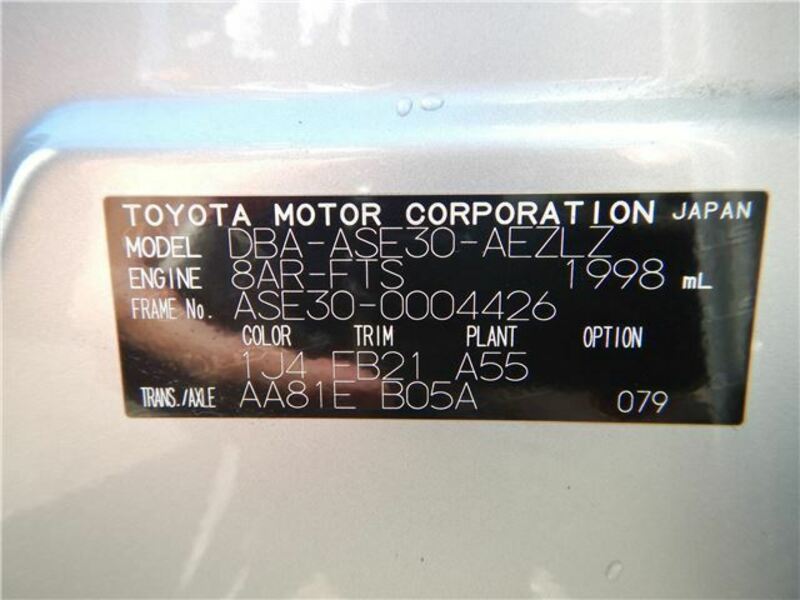 TOYOTA MOTOR CORPORATION JAPAN
MODEL DBA-ASE30-AEZLZ
ENGINE 8AR-FTS 1998 mL
FRAME No. ASE30-0004426
COLOR TRIM PLANT OPTION
1J4 EB21 A55
TRANS./AXLE AA81E B05A 079